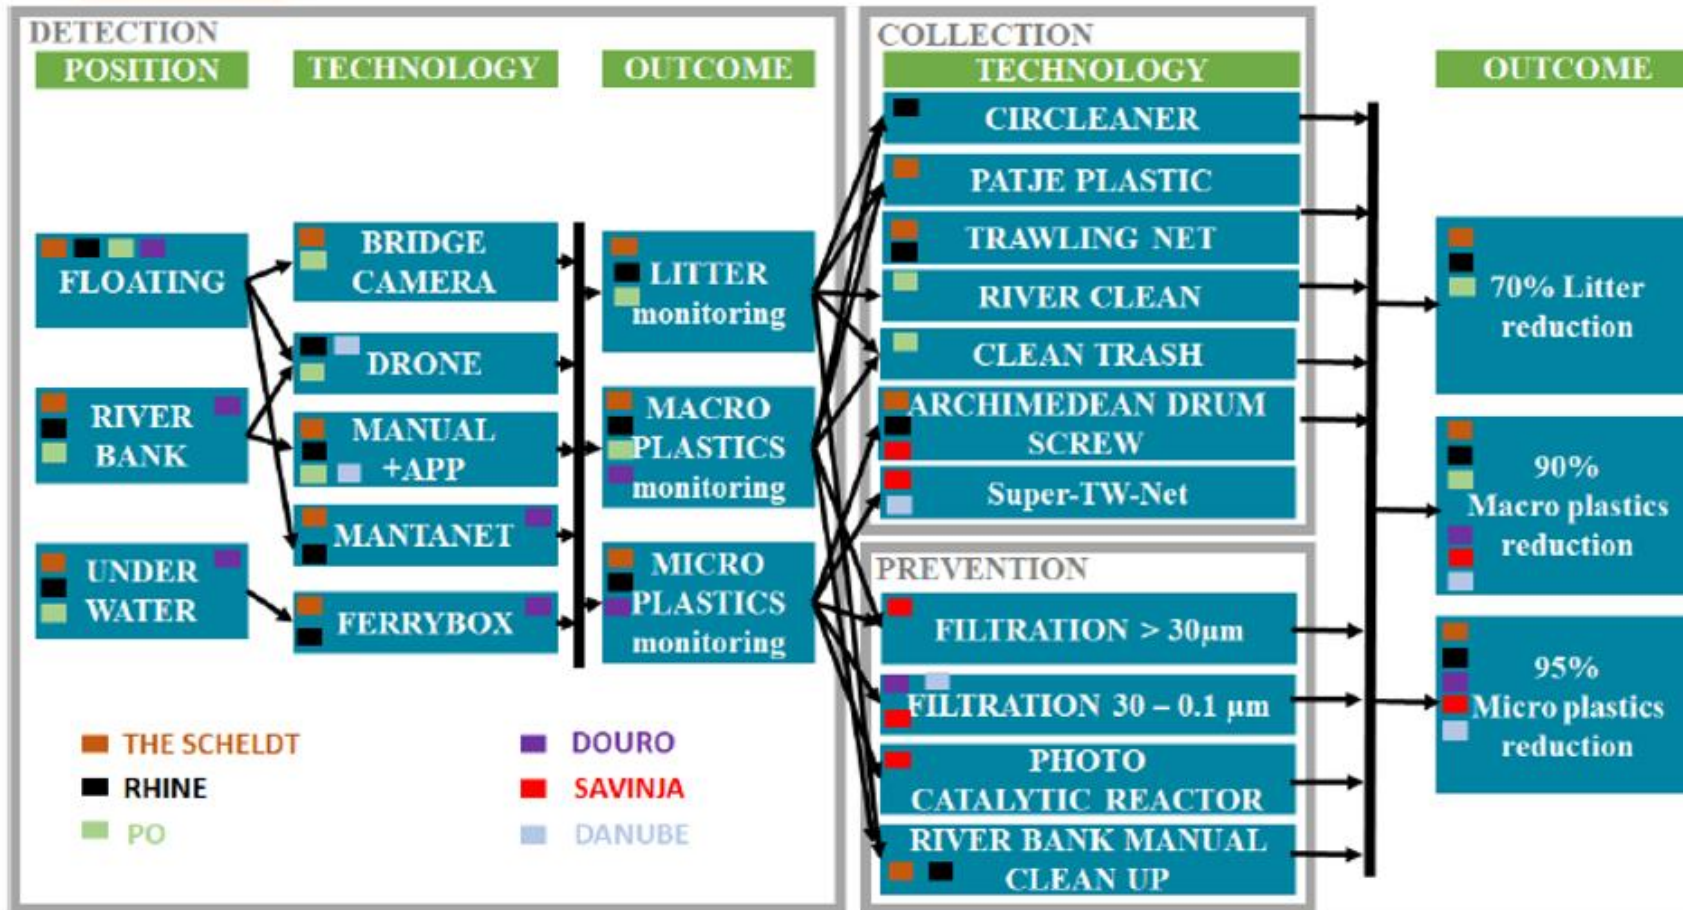 DETECTION
POSITION
TECHNOLOGY
OUTCOME
FLOATING
RIVER
BANK
UNDER
WATER
BRIDGE
CAMERA
DRONE
MANUAL
+APP
MANTANET
FERRYBOX
LITTER
monitoring
MACRO
PLASTICS
monitoring
MICRO
PLASTICS
monitoring
THE SCHELDT
RHINE
PO
DOURO
SAVINJA
DANUBE
COLLECTION
TECHNOLOGY
CIRCLEANER
PATJE PLASTIC
TRAWLING NET
RIVER CLEAN
CLEAN TRASH
ARCHIMEDEAN DRUM
SCREW
Super-TW-Net
PREVENTION
FILTRATION > 30µm
FILTRATION 30 – 0.1 µm
PHOTO
CATALYTIC REACTOR
RIVER BANK MANUAL
CLEAN UP
OUTCOME
70% Litter
reduction
90%
Macro plastics
reduction
95%
Micro plastics
reduction